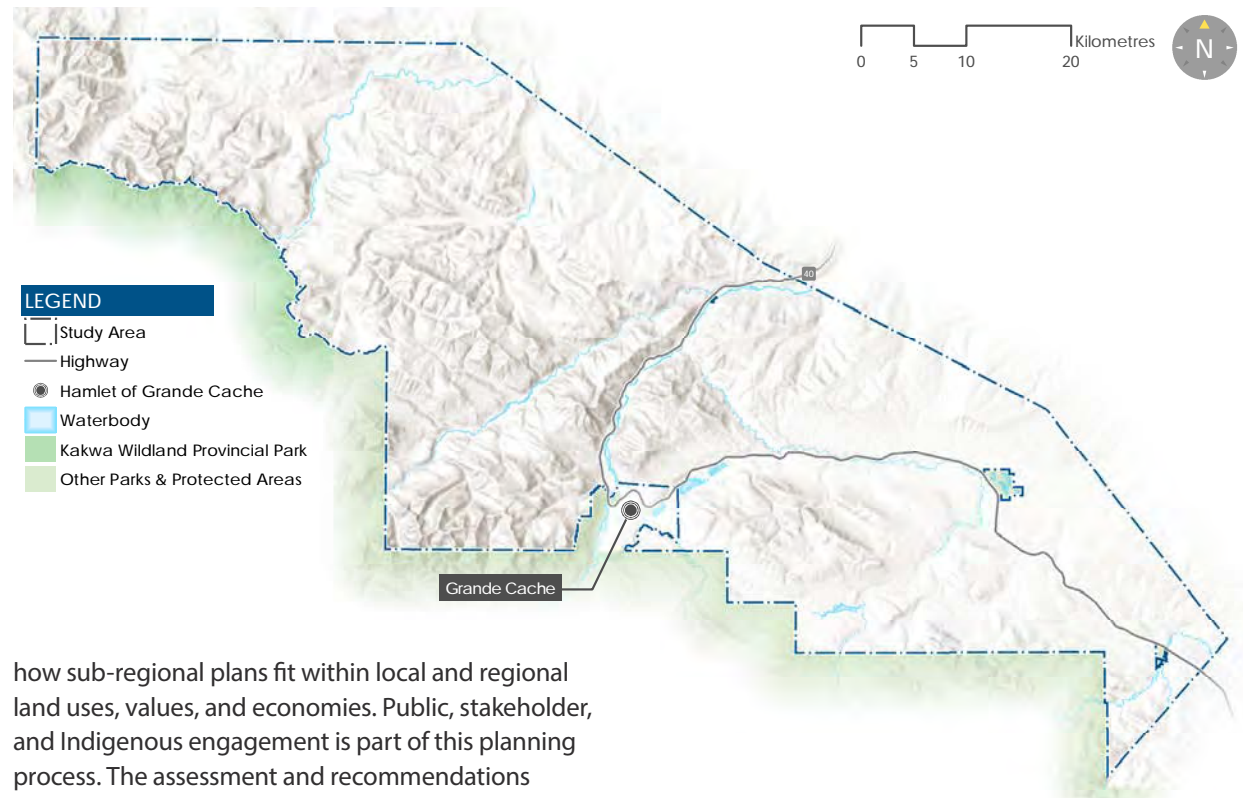 Kilometres
0 5 10 20
N
40
LEGEND
Study Area
Highway
Hamlet of Grande Cache
Waterbody
Kakwa Wildland Provincial Park
Other Parks & Protected Areas
Grande Cache
how sub-regional plans fit within local and regional
land uses, values, and economies. Public, stakeholder,
and Indigenous engagement is part of this planning
process. The assessment and recommendations